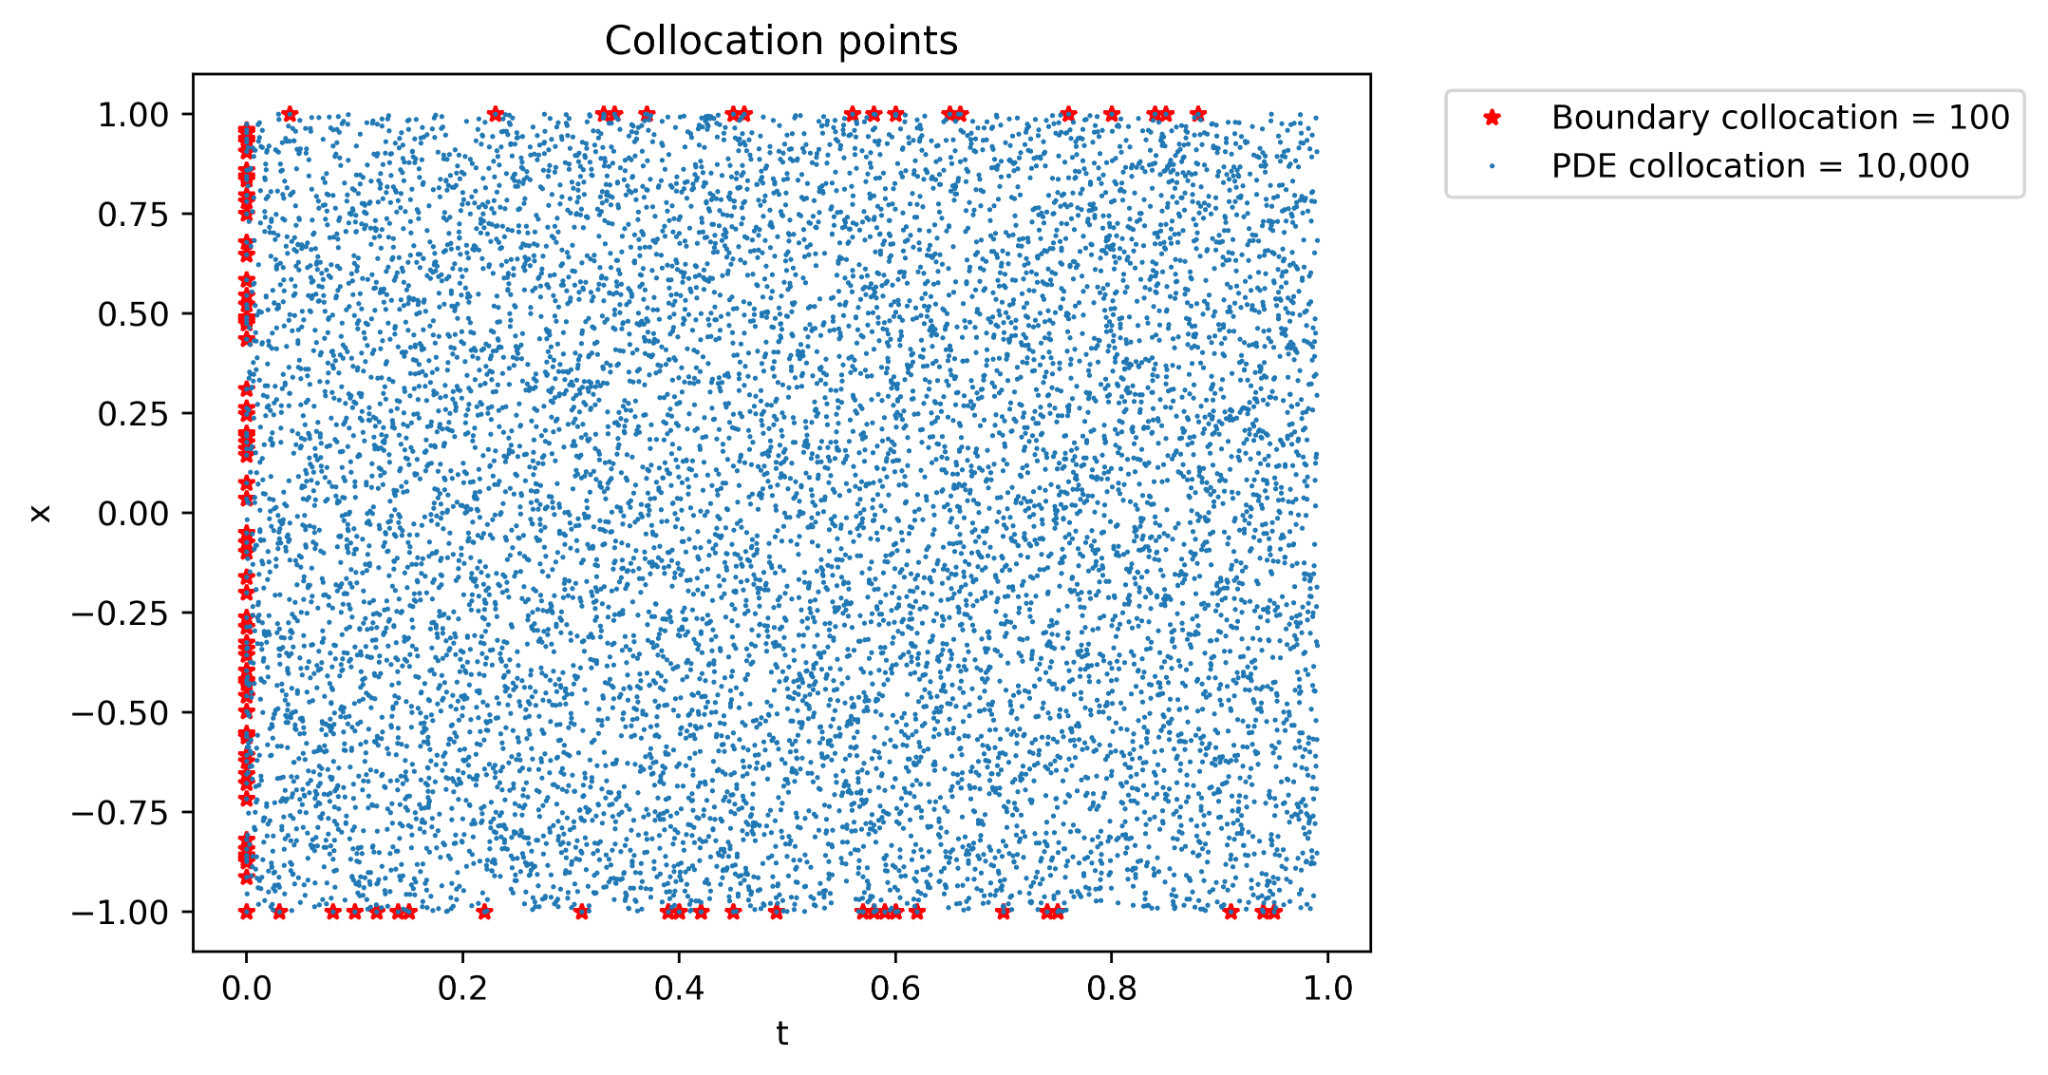 Collocation points
Boundary collocation = 100
PDE collocation = 10,000
1.00
0.75
0.50
0.25
0.00
−0.25
−0.50
−0.75
−1.00
x
0.0 0.2 0.4 0.6 0.8 1.0
t